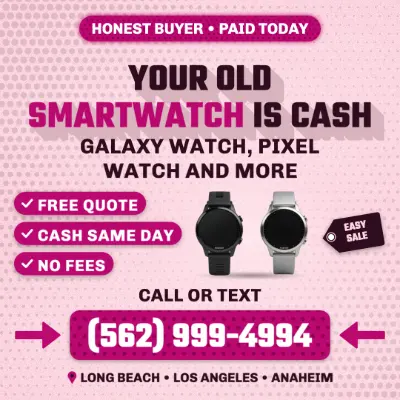 HONEST BUYER • PAID TODAY
YOUR OLD
SMARTWATCH IS CASH
GALAXY WATCH, PIXEL
WATCH AND MORE
FREE QUOTE
CASH SAME DAY
NO FEES
EASY
SALE
CALL OR TEXT
(562) 999-4994
LONG BEACH • LOS ANGELES • ANAHEIM